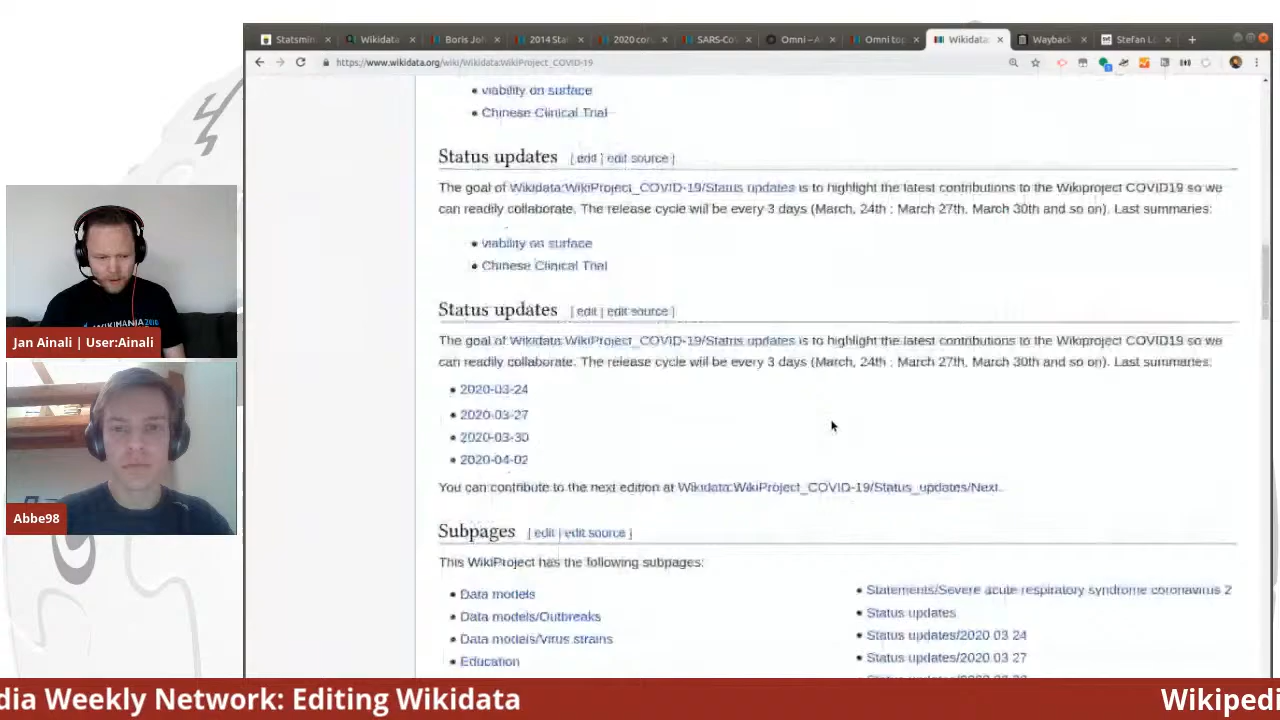 Statsmin
Wikidata
Boris Joh
2014 Sta
2020 cor
SARS-CoV
Omni – A
Omni top
Wikidata:
Wayback
Stefan L
https://www.wikidata.org/wiki/Wikidata:WikiProject_COVID-19
viability on surface
Chinese Clinical Trial
Status updates [ edit | edit source ]
The goal of Wikidata:WikiProject_COVID-19/Status updates is to highlight the latest contributions to the Wikiproject COVID19 so we
can readily collaborate. The release cycle will be every 3 days (March, 24th ; March 27th, March 30th and so on). Last summaries:
viability on surface
Chinese Clinical Trial
Status updates [ edit | edit source ]
The goal of Wikidata:WikiProject_COVID-19/Status updates is to highlight the latest contributions to the Wikiproject COVID19 so we
can readily collaborate. The release cycle will be every 3 days (March, 24th ; March 27th, March 30th and so on). Last summaries:
2020-03-24
2020-03-27
2020-03-30
2020-04-02
You can contribute to the next edition at Wikidata:WikiProject_COVID-19/Status_updates/Next.
Subpages [ edit | edit source ]
This WikiProject has the following subpages:
Data models
Data models/Outbreaks
Data models/Virus strains
Education
Statements/Severe acute respiratory syndrome coronavirus 2
Status updates
Status updates/2020 03 24
Status updates/2020 03 27
WIKIMANIA
Jan Ainali | User:Ainali
Abbe98
dia Weekly Network: Editing Wikidata
Wikipedi